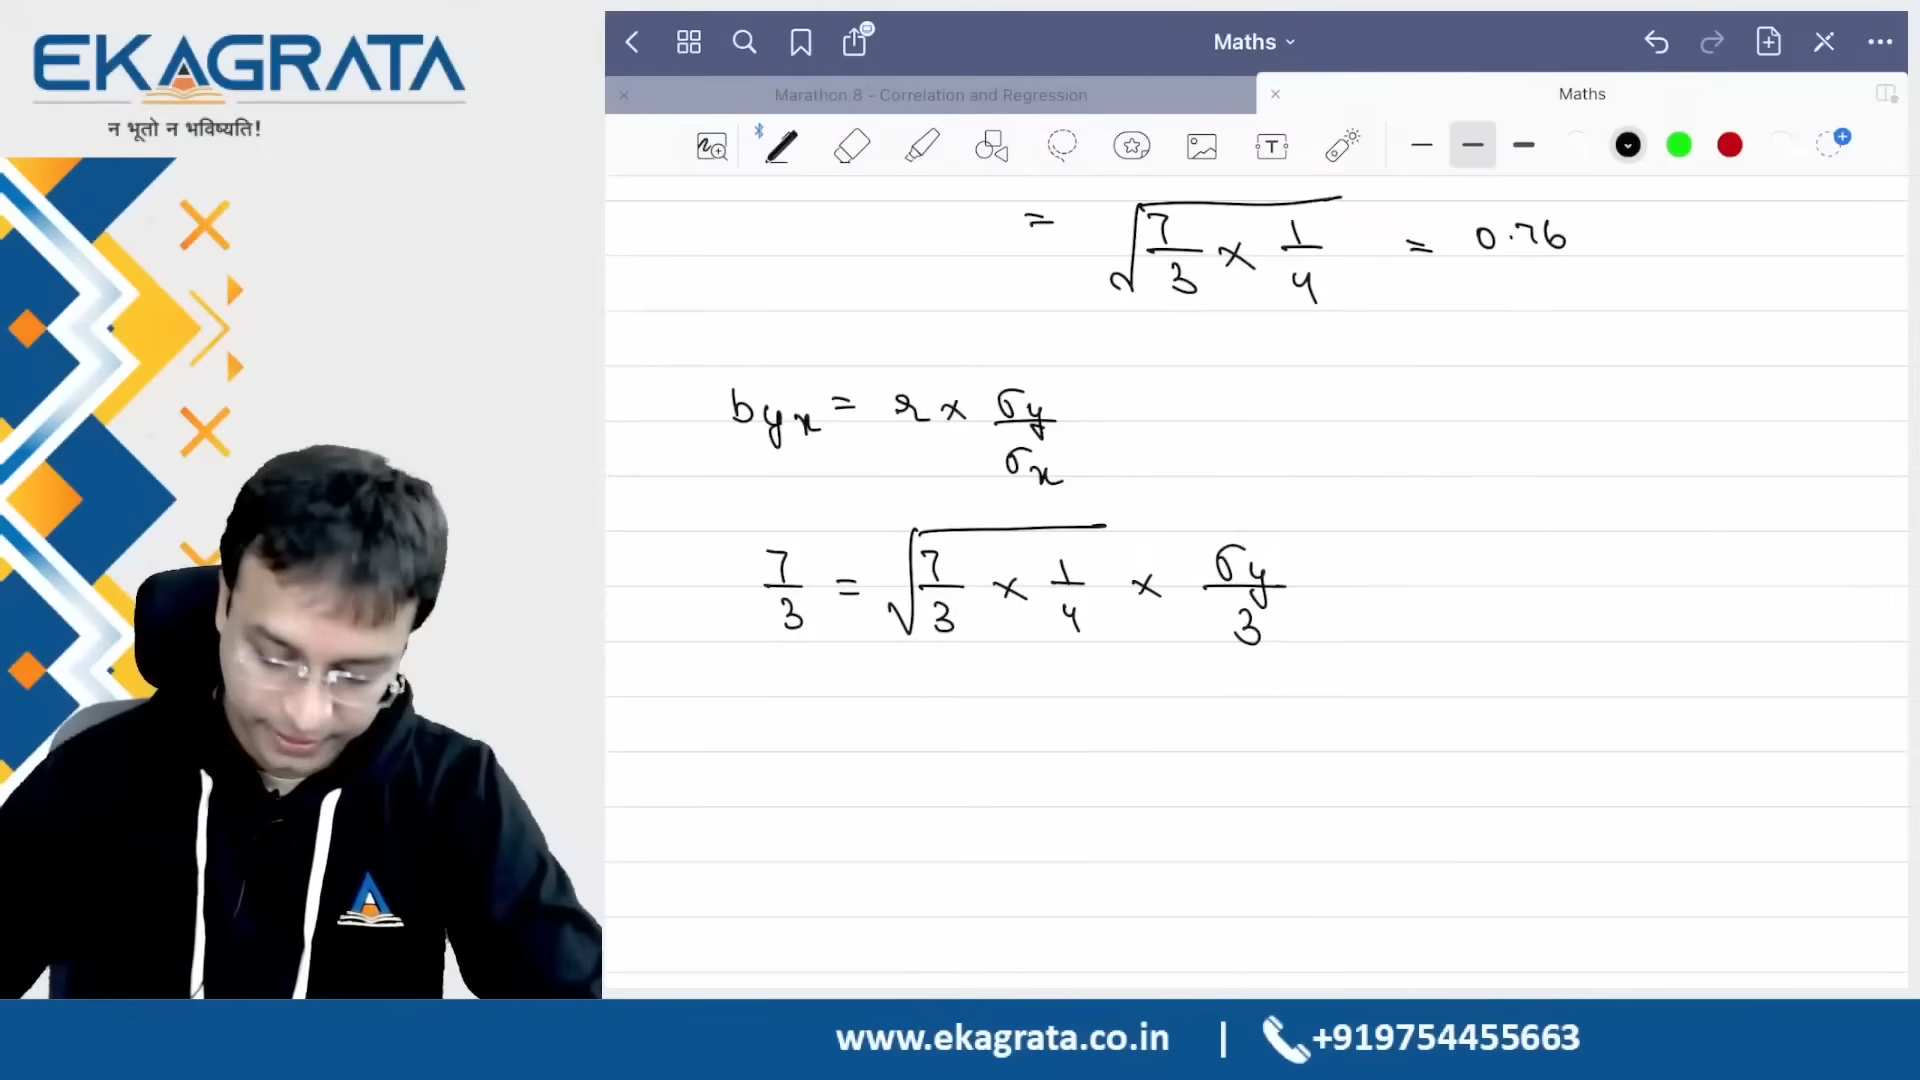 EKAGRATA
न भूतो न भविष्यति!
Maths
Marathon 8 - Correlation and Regression
Maths
T
= √(7/3 × 1/4) = 0.76
byx = r × σy/σx
7/3 = √(7/3 × 1/4) × σy/3
www.ekagrata.co.in | +919754455663